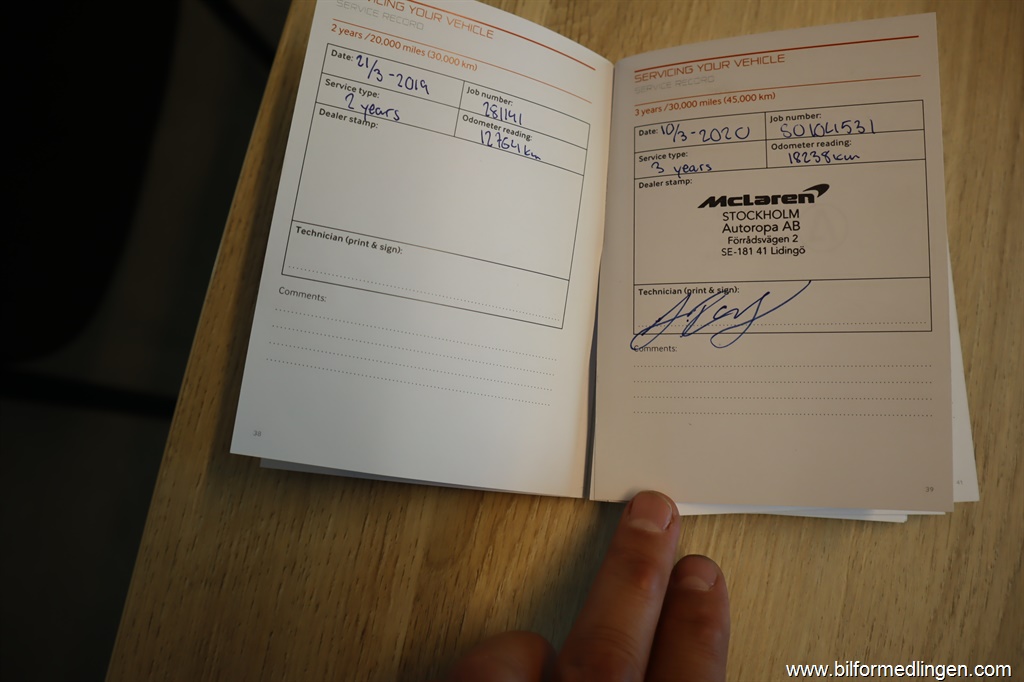 SERVICING YOUR VEHICLE
SERVICE RECORD
2 years /20,000 miles (30,000 km)
Date: 21/3-2019
Job number: 281141
Service type: 2 years
Odometer reading: 12764km
Dealer stamp:
Technician (print & sign):
Comments:
38
SERVICING YOUR VEHICLE
SERVICE RECORD
3 years /30,000 miles (45,000 km)
Date: 10/3-2020
Job number: SO104531
Service type: 3 years
Odometer reading: 18238km
Dealer stamp:
McLaren
STOCKHOLM
Autoropa AB
Förrådsvägen 2
SE-181 41 Lidingö
Technician (print & sign):
Comments:
39
41
www.bilformedlingen.com